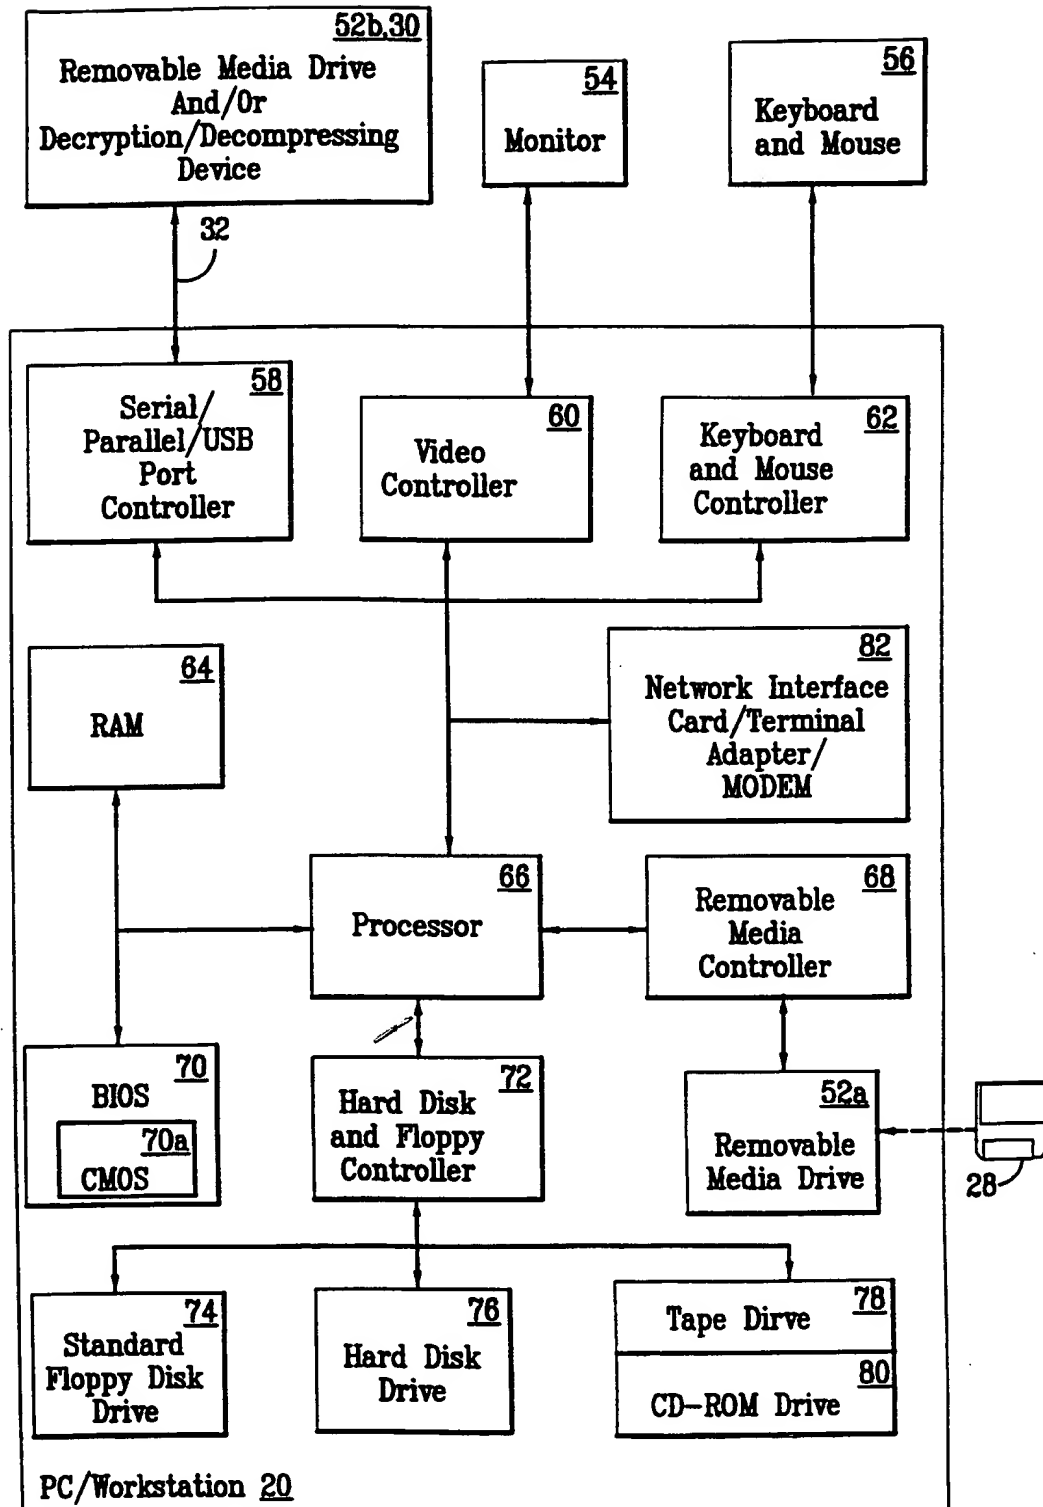 52b,30
Removable Media Drive
And/Or
Decryption/Decompressing
Device
54
Monitor
56
Keyboard
and Mouse
32
58
Serial/
Parallel/USB
Port
Controller
60
Video
Controller
62
Keyboard
and Mouse
Controller
64
RAM
82
Network Interface
Card/Terminal
Adapter/
MODEM
66
Processor
68
Removable
Media
Controller
70
BIOS
70a
CMOS
72
Hard Disk
and Floppy
Controller
52a
Removable
Media Drive
28
74
Standard
Floppy Disk
Drive
76
Hard Disk
Drive
78
Tape Dirve
80
CD-ROM Drive
PC/Workstation 20